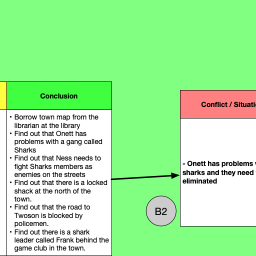 Conclusion
• Borrow town map from the
librarian at the library
• Find out that Onett has
problems with a gang called
Sharks
• Find out that Ness needs to
fight Sharks members as
enemies on the streets
• Find out that there is a locked
shack at the north of the
town.
• Find out that the road to
Twoson is blocked by
policemen.
• Find out there is a shark
leader called Frank behind the
game club in the town.
Conflict /
- Onett has problems
sharks and they need
eliminated
B2